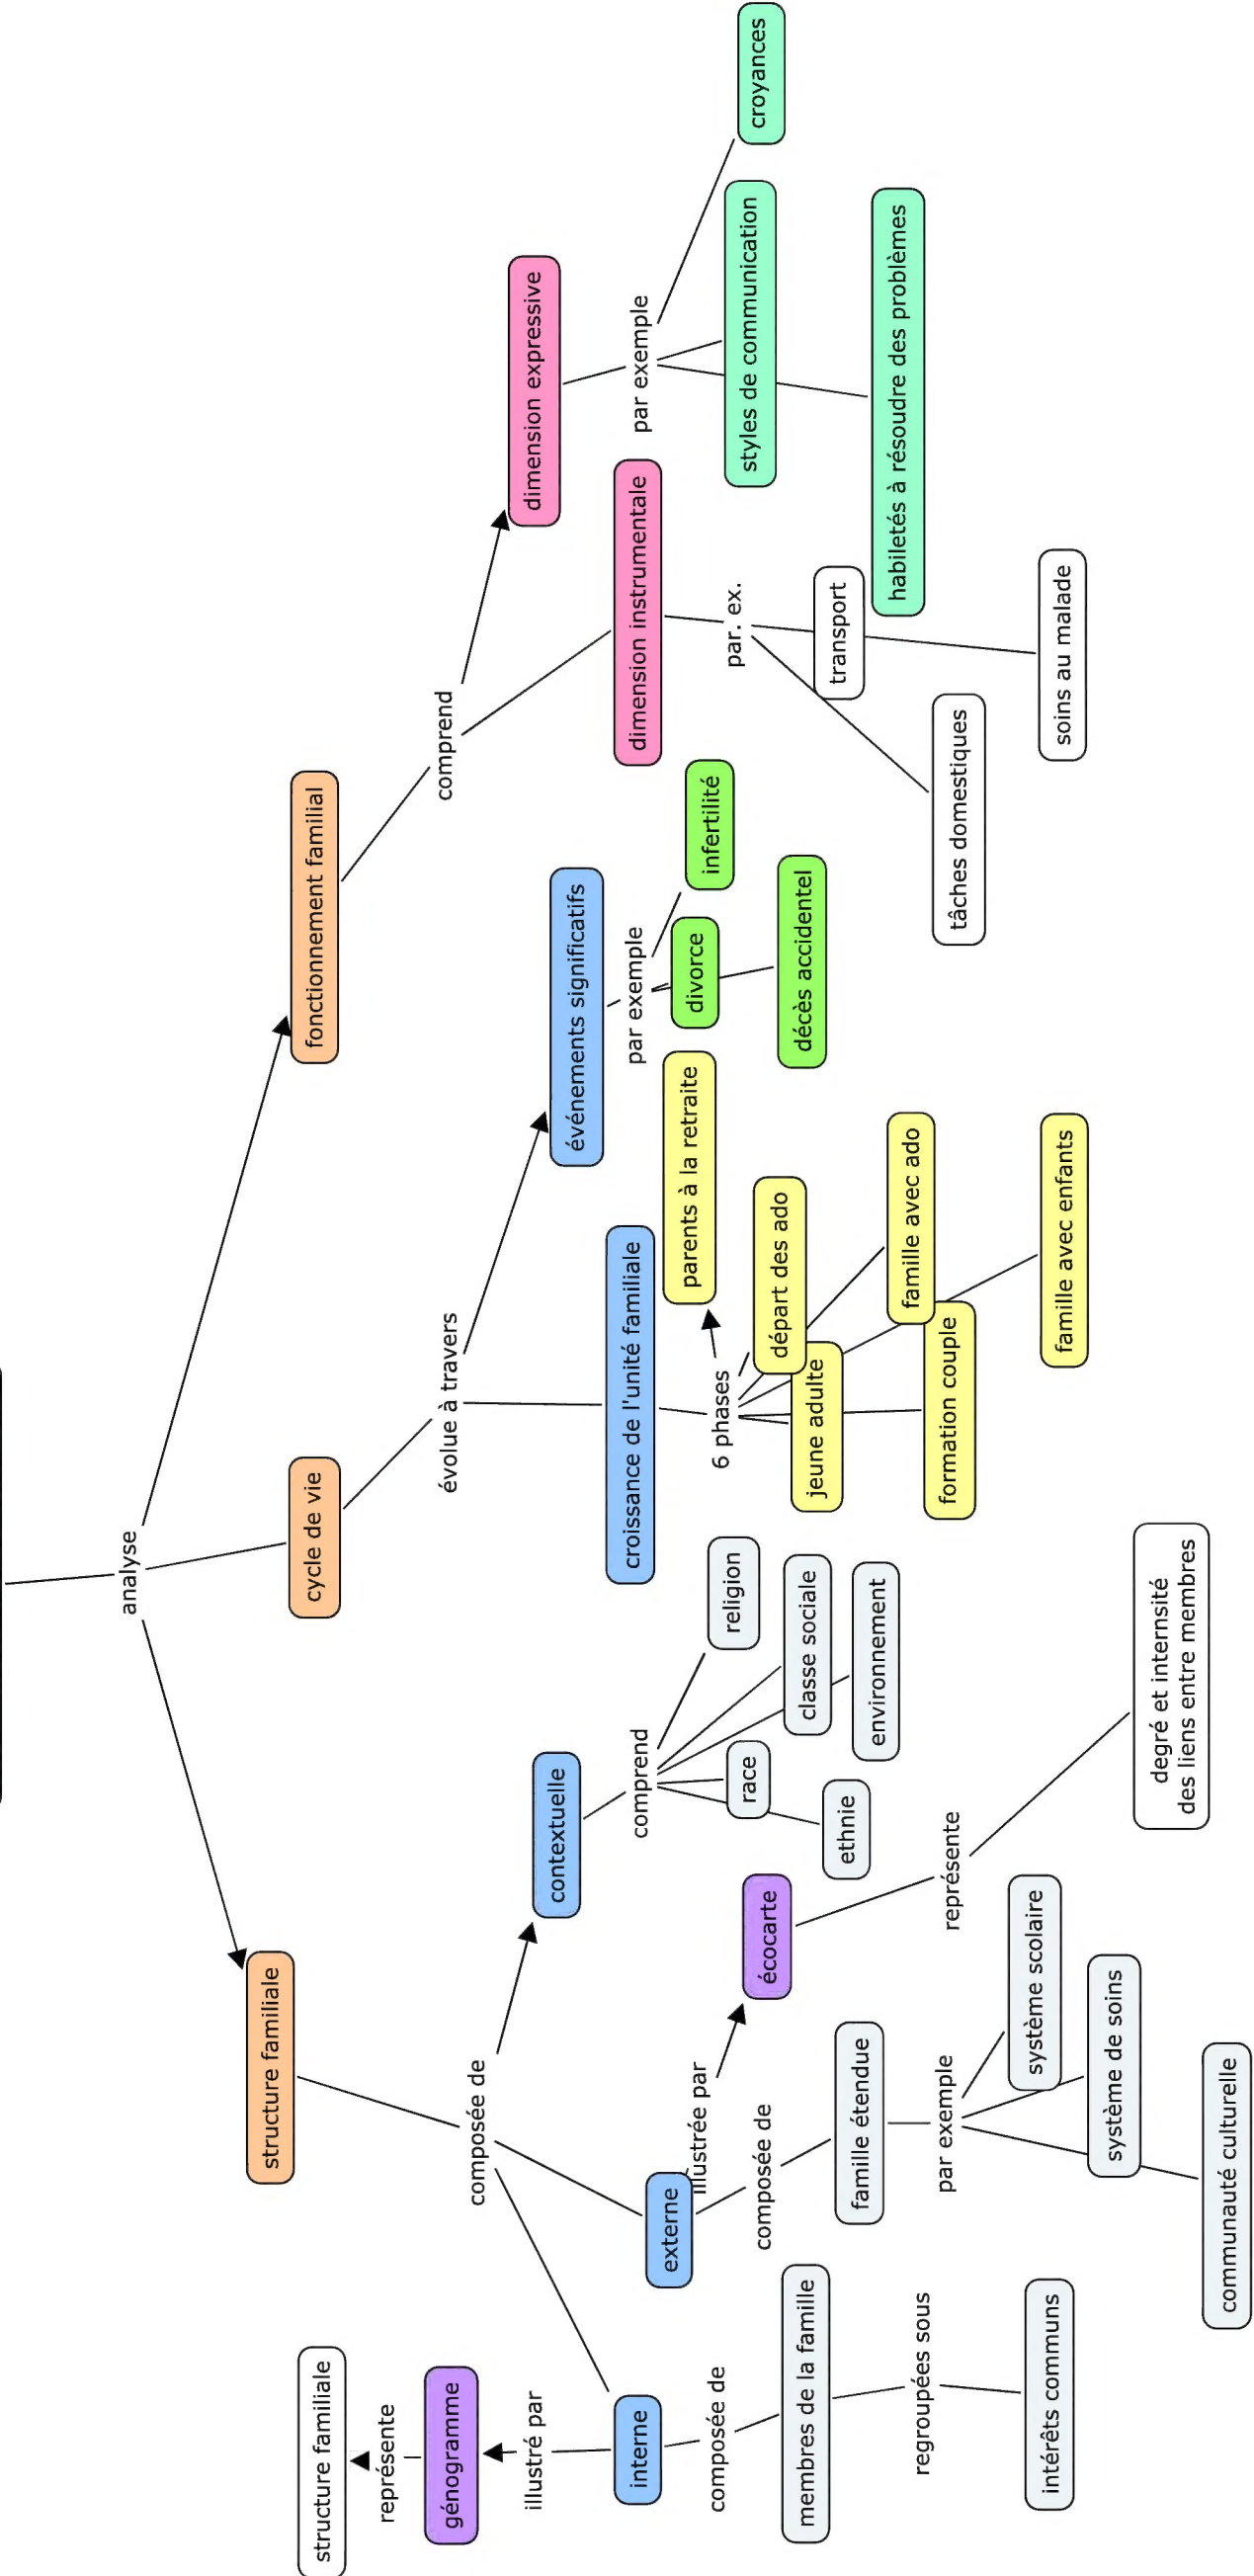 analyse
structure familiale
cycle de vie
fonctionnement familial
composée de
évolue à travers
comprend
structure familiale
représente
génogramme
illustré par
interne
composée de
membres de la famille
regroupées sous
intérêts communs
externe
illustrée par
écocarte
représente
degré et internsité
des liens entre membres
composée de
famille étendue
par exemple
système scolaire
système de soins
communauté culturelle
contextuelle
comprend
religion
classe sociale
environnement
race
ethnie
croissance de l'unité familiale
6 phases
parents à la retraite
départ des ado
famille avec ado
famille avec enfants
formation couple
jeune adulte
événements significatifs
par exemple
infertilité
divorce
décès accidentel
dimension instrumentale
par. ex.
transport
tâches domestiques
soins au malade
dimension expressive
par exemple
croyances
styles de communication
habiletés à résoudre des problèmes